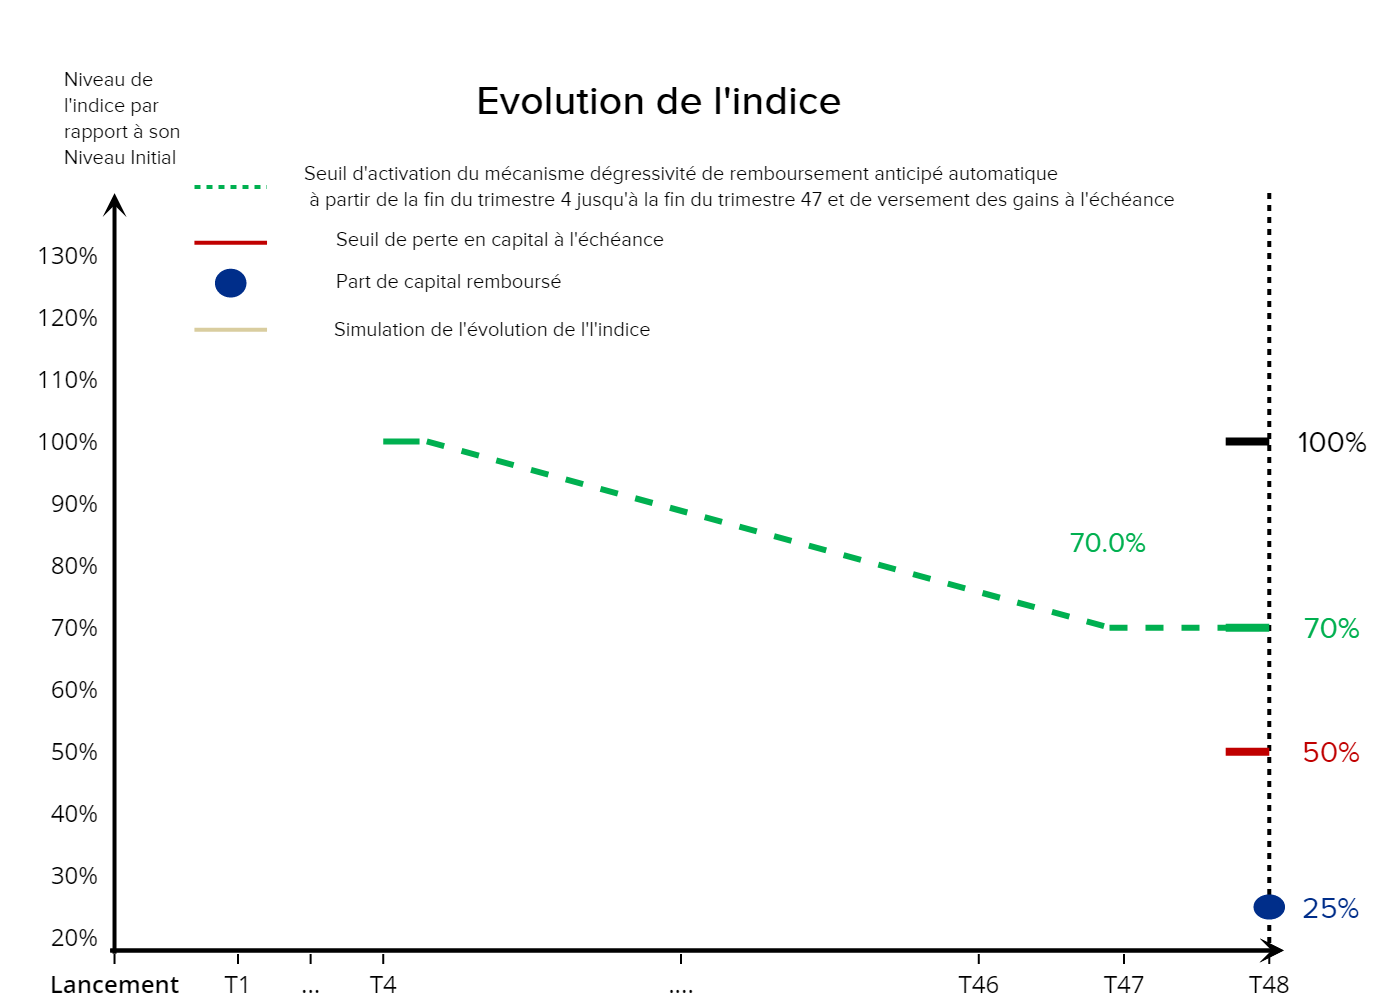 Niveau de
l'indice par
rapport à son
Niveau Initial
Evolution de l'indice
Seuil d'activation du mécanisme dégressivité de remboursement anticipé automatique
à partir de la fin du trimestre 4 jusqu'à la fin du trimestre 47 et de versement des gains à l'échéance
Seuil de perte en capital à l'échéance
Part de capital remboursé
Simulation de l'évolution de l'l'indice
130%
120%
110%
100%
90%
80%
70%
60%
50%
40%
30%
20%
70.0%
100%
70%
50%
25%
Lancement T1 ... T4 .... T46 T47 T48